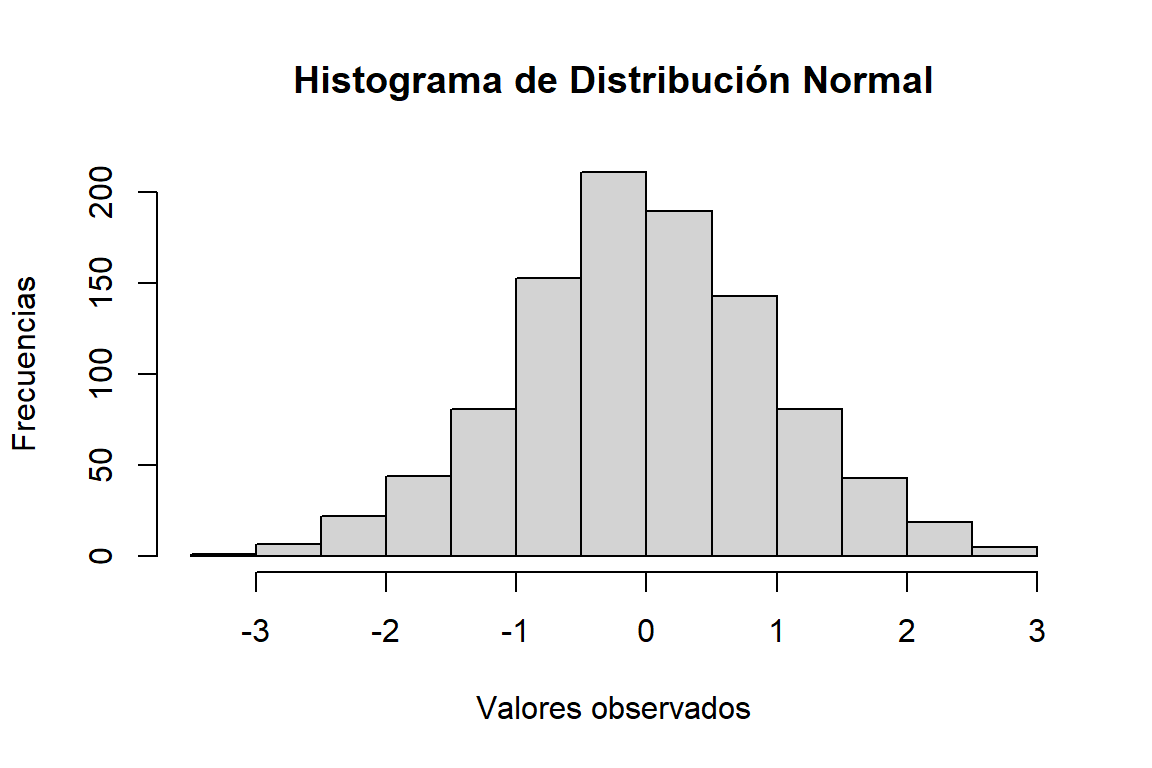 Histograma de Distribución Normal
Frecuencias
200
150
100
50
0
-3 -2 -1 0 1 2 3
Valores observados